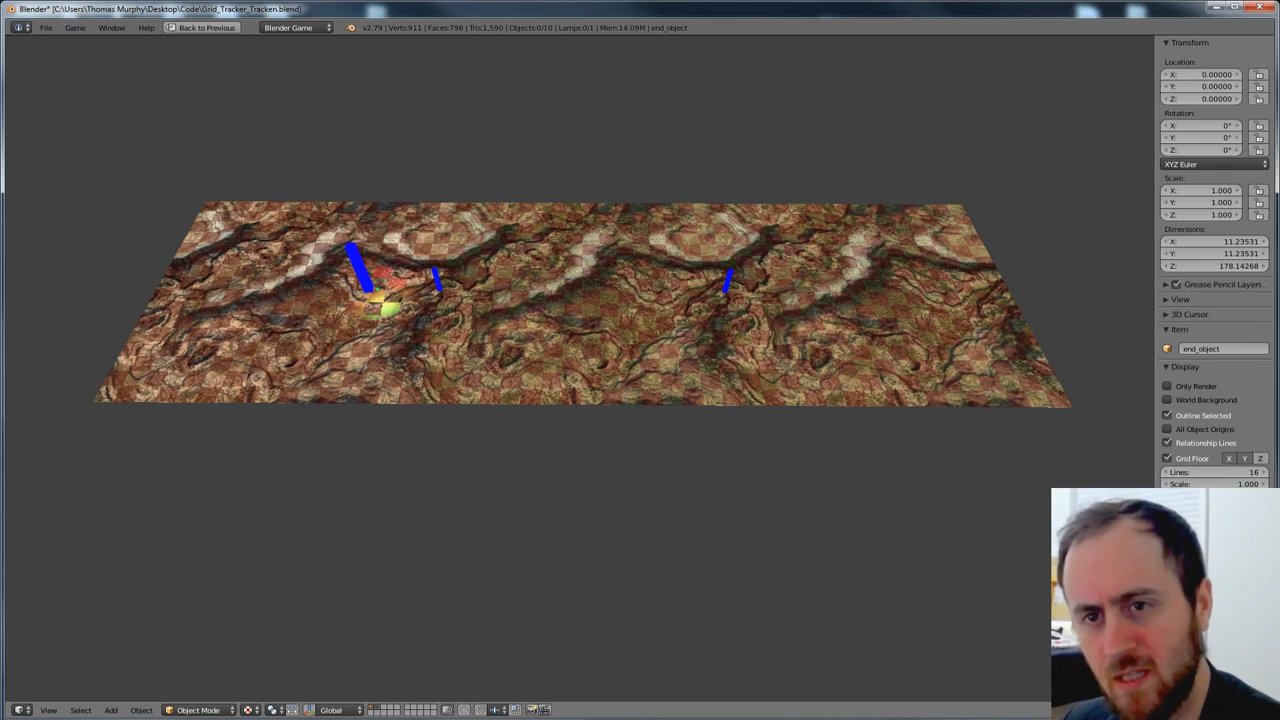 Blender* [C:\Users\Thomas Murphy\Desktop\Code\Grid_Tracker_Tracken.blend]
File Game Window Help Back to Previous Blender Game v2.79 | Verts:911 | Faces:798 | Tris:1,590 | Objects:0/10 | Lamps:0/1 | Mem:14.09M | end_object
Transform
Location:
X: 0.00000
Y: 0.00000
Z: 0.00000
Rotation:
X: 0°
Y: 0°
Z: 0°
XYZ Euler
Scale:
X: 1.000
Y: 1.000
Z: 1.000
Dimensions:
X: 11.23531
Y: 11.23531
Z: 178.14268
Grease Pencil Layers
View
3D Cursor
Item
end_object
Display
Only Render
World Background
Outline Selected
All Object Origins
Relationship Lines
Grid Floor X Y Z
Lines: 16
Scale: 1.000
View Select Add Object Object Mode Global